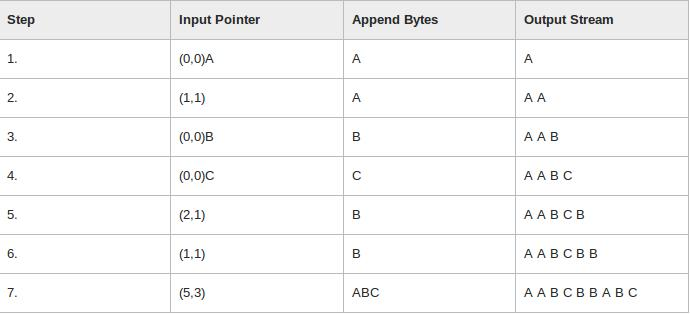 Step Input Pointer Append Bytes Output Stream
1. (0,0)A A A
2. (1,1) A A A
3. (0,0)B B A A B
4. (0,0)C C A A B C
5. (2,1) B A A B C B
6. (1,1) B A A B C B B
7. (5,3) ABC A A B C B B A B C